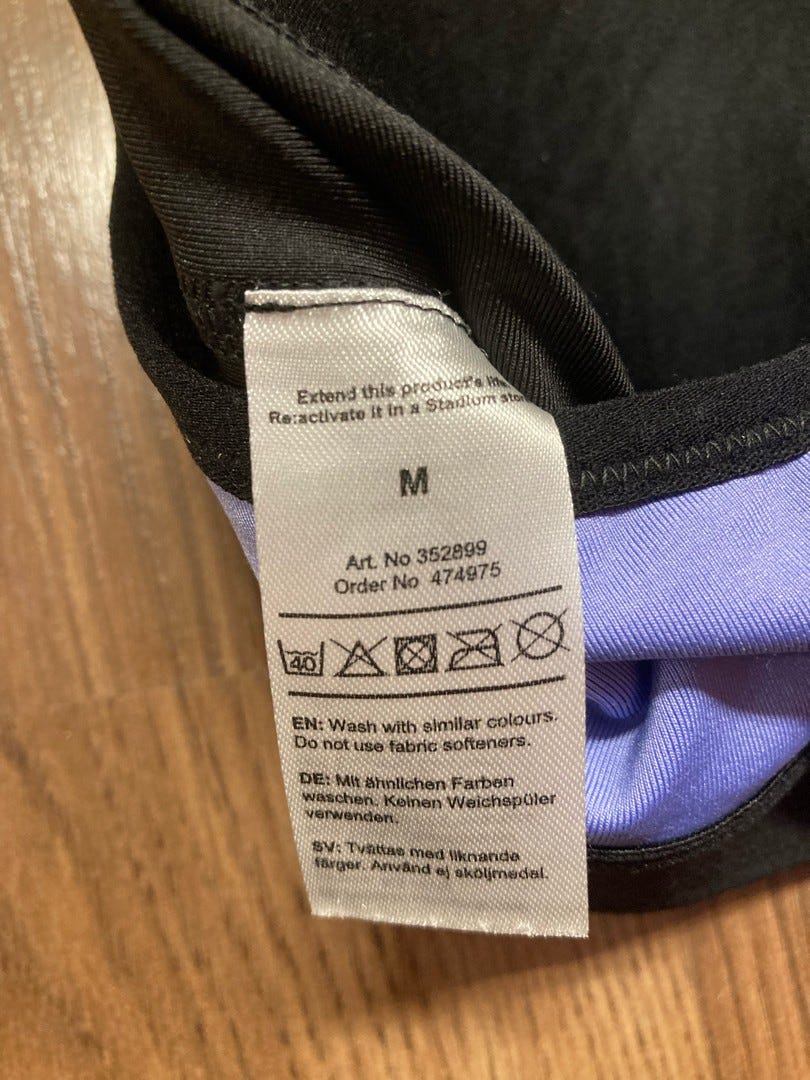 Extend this product's
Re:activate it in a Stadium
M
Art. No 352899
Order No 474975
40
EN: Wash with similar colours.
Do not use fabric softeners.
DE: Mit ähnlichen Farben
waschen. Keinen Weichspüler
verwenden.
SV: Tvättas med liknande
färger. Använd ej sköljmedel.